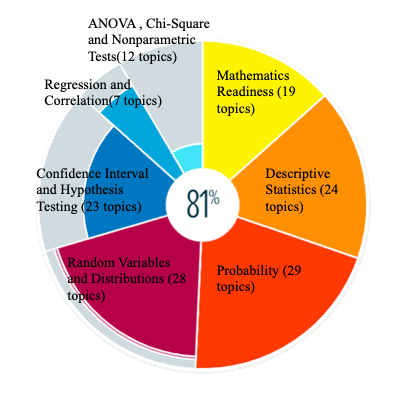 ANOVA , Chi-Square
and Nonparametric
Tests(12 topics)
Mathematics
Readiness (19
topics)
Regression and
Correlation(7 topics)
Confidence Interval
and Hypothesis
Testing (23 topics)
Descriptive
Statistics (24
topics)
81%
Random Variables
and Distributions (28
topics)
Probability (29
topics)